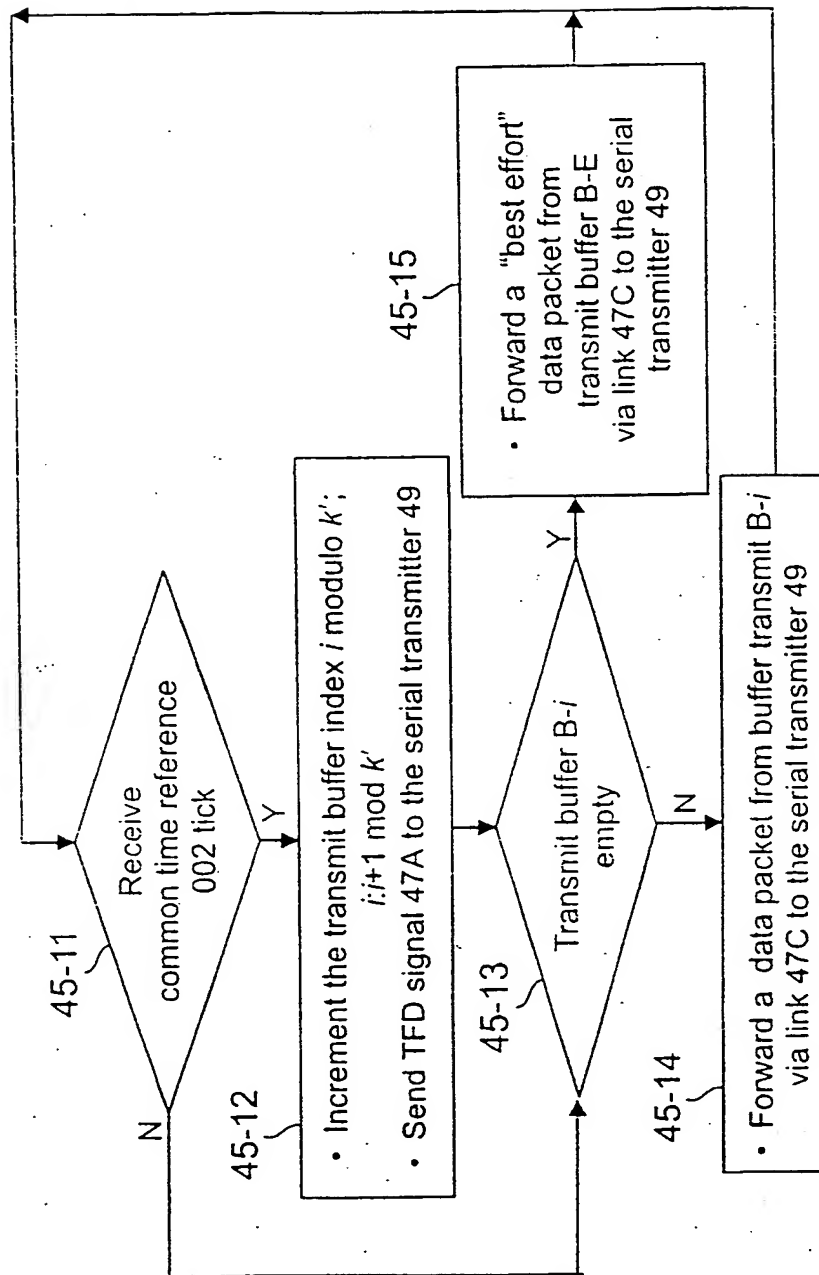 45-11
Receive
common time reference
002 tick
N
Y
45-12
• Increment the transmit buffer index i modulo k';
i:i+1 mod k'
• Send TFD signal 47A to the serial transmitter 49
45-13
Transmit buffer B-i
empty
Y
N
45-15
• Forward a "best effort"
data packet from
transmit buffer B-E
via link 47C to the serial
transmitter 49
45-14
• Forward a data packet from buffer transmit B-i
via link 47C to the serial transmitter 49